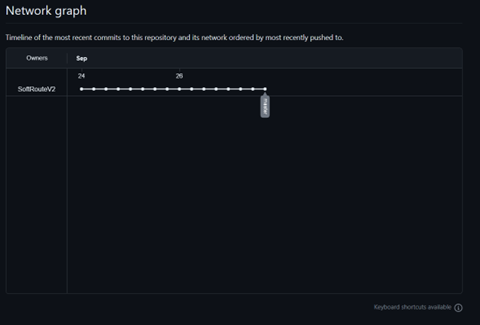 Network graph
Timeline of the most recent commits to this repository and its network ordered by most recently pushed to.
Owners Sep
24 26
SoftRouteV2
master
Keyboard shortcuts available